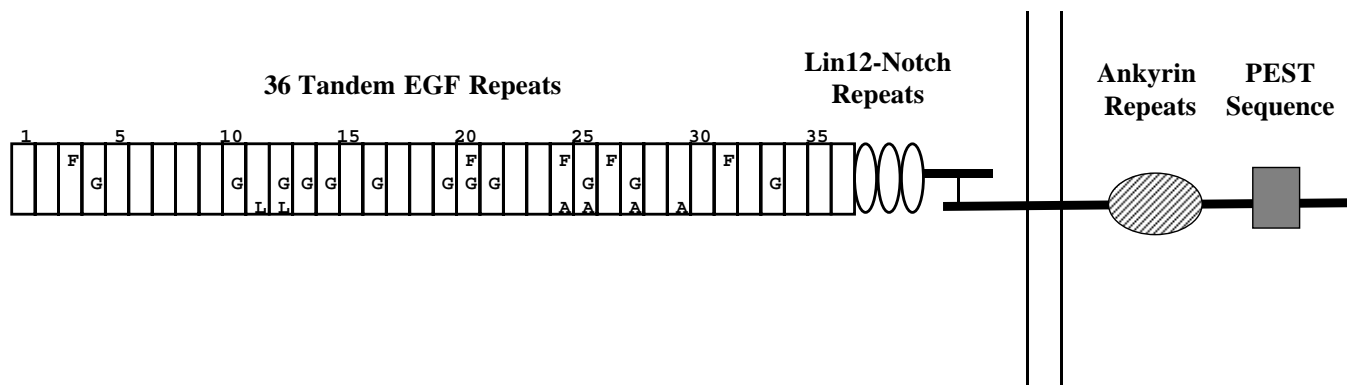 36 Tandem EGF Repeats
Lin12-Notch
Repeats
Ankyrin
Repeats
PEST
Sequence
1 5 10 15 20 25 30 35
F F F F F
G G G G G G G G G G G G
L L A A A A